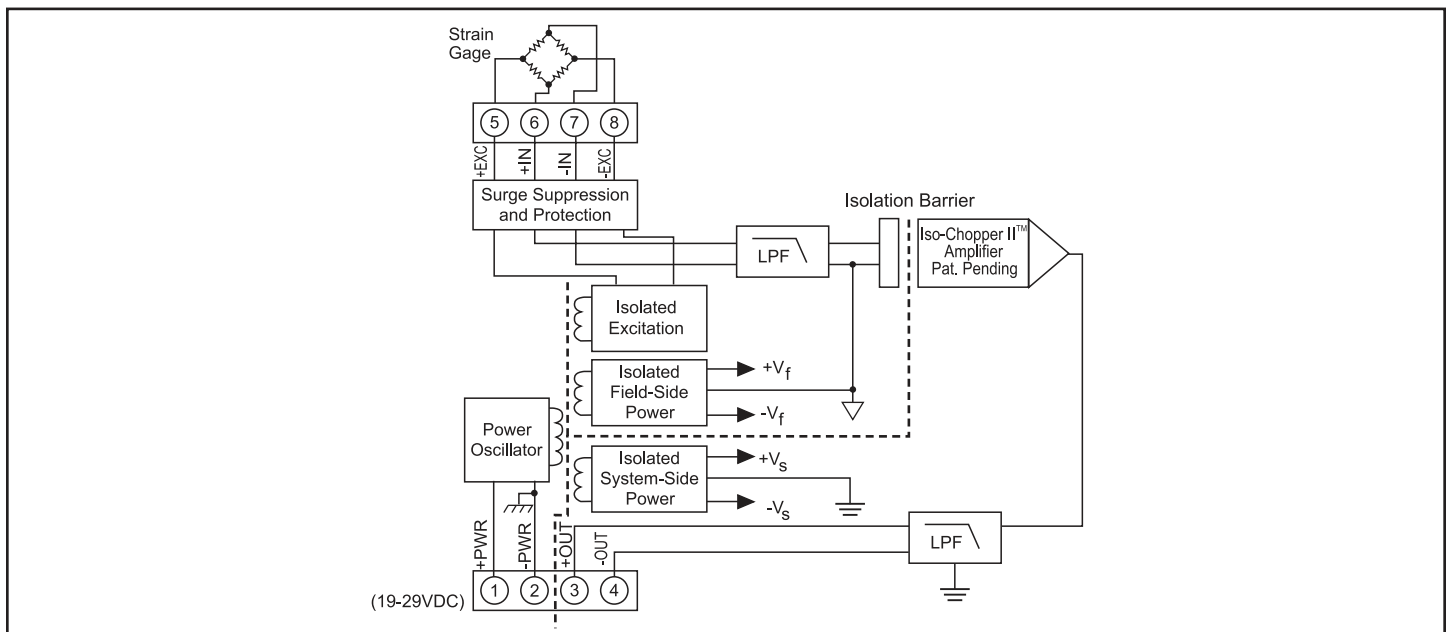 Strain
Gage
5 6 7 8
+EXC
+IN
-IN
-EXC
Surge Suppression
and Protection
Isolation Barrier
LPF
Iso-Chopper II™
Amplifier
Pat. Pending
Isolated
Excitation
Isolated
Field-Side
Power
+Vf
-Vf
Power
Oscillator
Isolated
System-Side
Power
+Vs
-Vs
+PWR
-PWR
+OUT
-OUT
LPF
(19-29VDC)
1 2 3 4